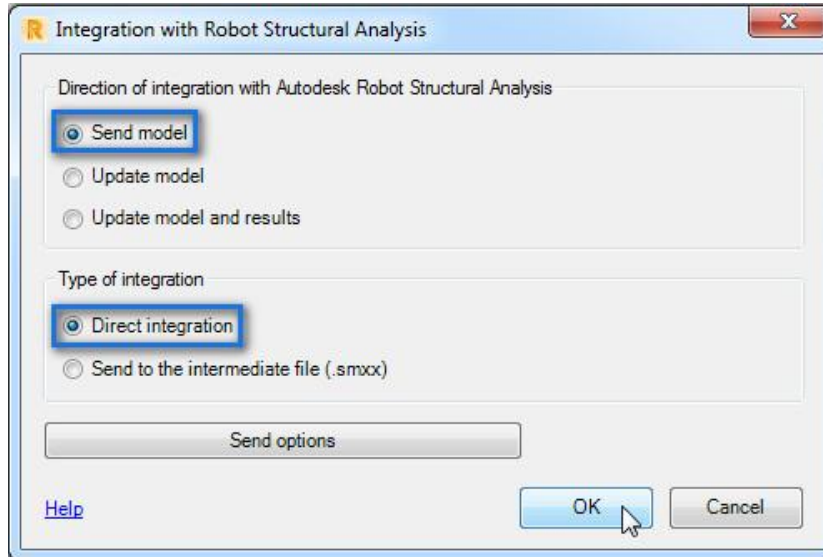 Integration with Robot Structural Analysis
Direction of integration with Autodesk Robot Structural Analysis
Send model
Update model
Update model and results
Type of integration
Direct integration
Send to the intermediate file (.smxx)
Send options
Help
OK
Cancel